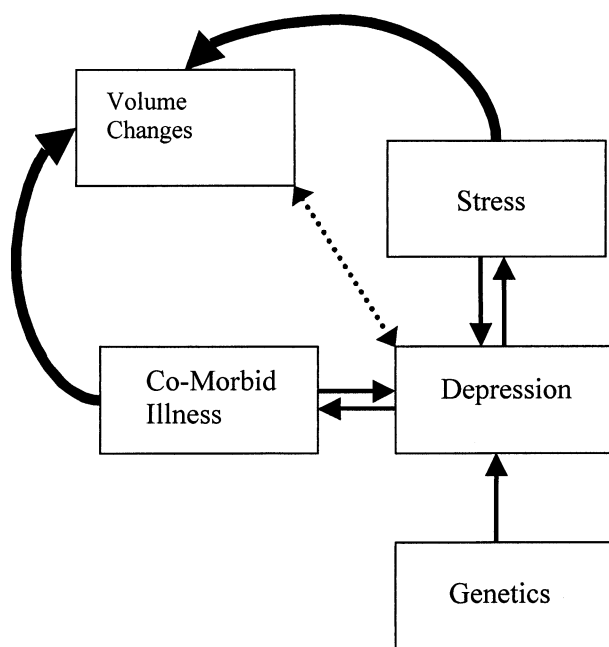 Volume
Changes
Stress
Co-Morbid
Illness
Depression
Genetics